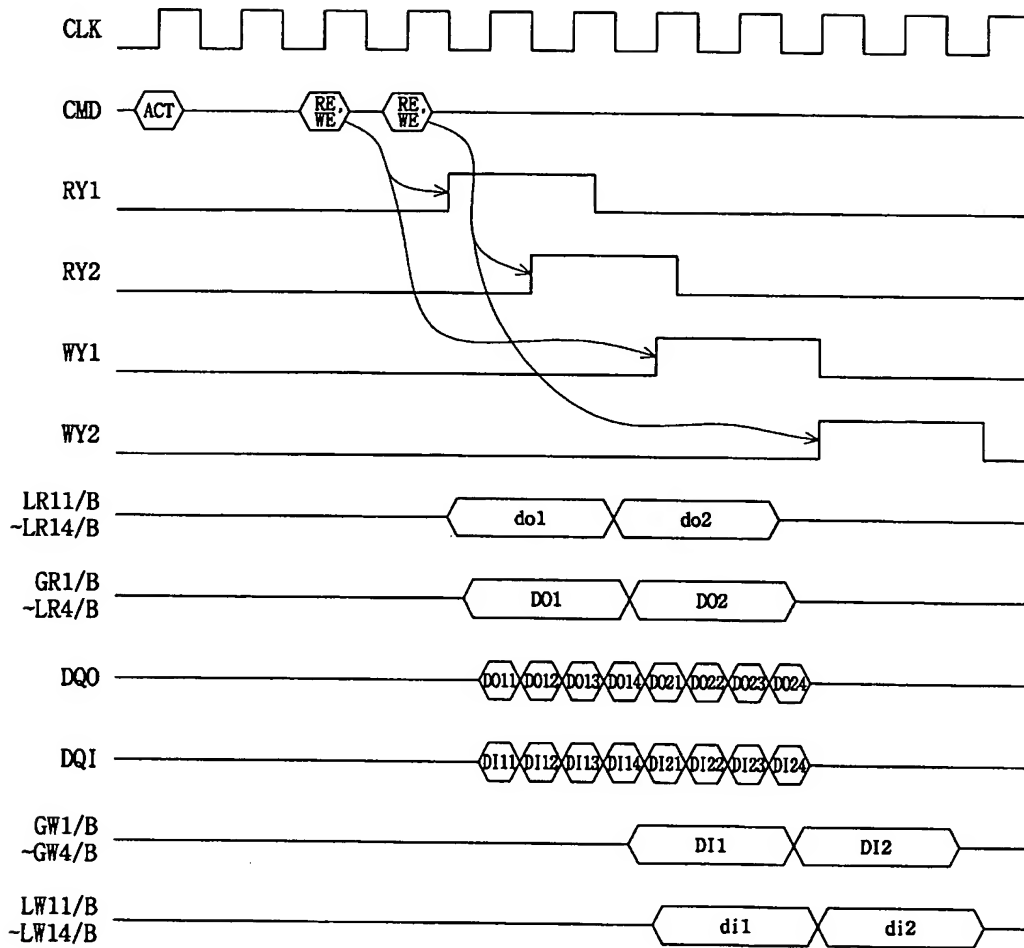 CLK
CMD ACT RE, WE RE, WE
RY1
RY2
WY1
WY2
LR11/B
~LR14/B do1 do2
GR1/B
~LR4/B DO1 DO2
DQO DO11 DO12 DO13 DO14 DO21 DO22 DO23 DO24
DQI DI11 DI12 DI13 DI14 DI21 DI22 DI23 DI24
GW1/B
~GW4/B DI1 DI2
LW11/B
~LW14/B di1 di2